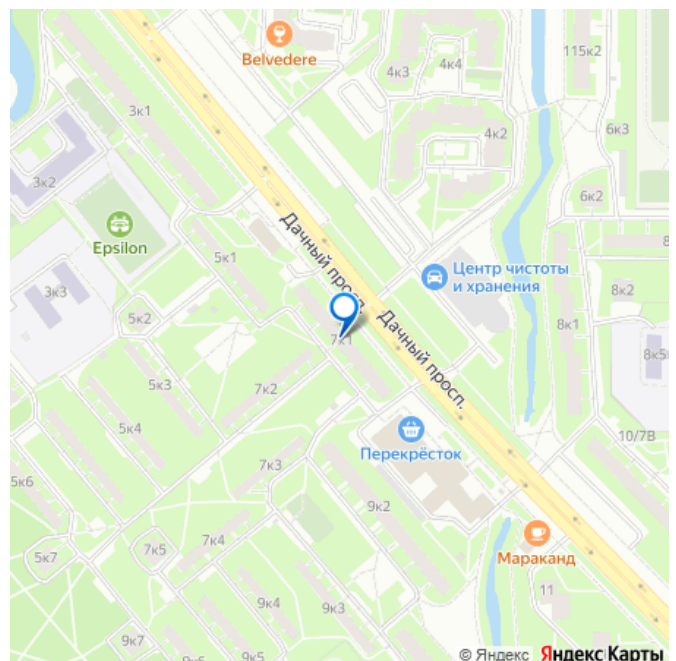 115к2
Belvedere
4к4
4к3
3к1
6к3
4к2
3к2
6к2
Epsilon
Дачный просп.
5к1
8
Центр чистоты
и хранения
3к3
8к2
5к2
Дачный просп.
8к1
7к1
8к5
5к3
7к2
5к4
10/7В
Перекрёсток
7к3
5к6
9к2
7к4
7к5
5к7
Мараканд
11
9к4
9к3
9к7
9к5
© Яндекс Яндекс Карты